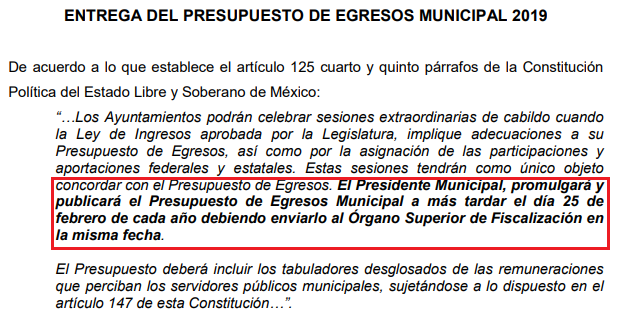 ENTREGA DEL PRESUPUESTO DE EGRESOS MUNICIPAL 2019
De acuerdo a lo que establece el artículo 125 cuarto y quinto párrafos de la Constitución
Política del Estado Libre y Soberano de México:
“…Los Ayuntamientos podrán celebrar sesiones extraordinarias de cabildo cuando
la Ley de Ingresos aprobada por la Legislatura, implique adecuaciones a su
Presupuesto de Egresos, así como por la asignación de las participaciones y
aportaciones federales y estatales. Estas sesiones tendrán como único objeto
concordar con el Presupuesto de Egresos. El Presidente Municipal, promulgará y
publicará el Presupuesto de Egresos Municipal a más tardar el día 25 de
febrero de cada año debiendo enviarlo al Órgano Superior de Fiscalización en
la misma fecha.
El Presupuesto deberá incluir los tabuladores desglosados de las remuneraciones
que perciban los servidores públicos municipales, sujetándose a lo dispuesto en el
artículo 147 de esta Constitución…”.